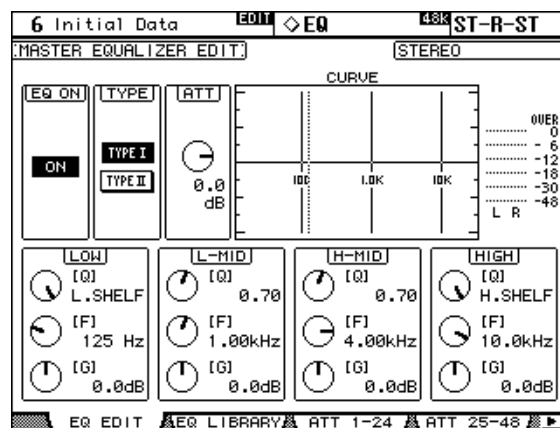 6 Initial Data EDIT ◇EQ 48K ST-R-ST
MASTER EQUALIZER EDIT STEREO
CURVE
EQ ON TYPE ATT
ON TYPE I
TYPE II
0.0
dB
100 1.0K 10K
OVER
0
- 6
-12
-18
-30
-48
L R
LOW L-MID H-MID HIGH
[Q] [Q] [Q] [Q]
L.SHELF 0.70 0.70 H.SHELF
[F] [F] [F] [F]
125 Hz 1.00kHz 4.00kHz 10.0kHz
[G] [G] [G] [G]
0.0dB 0.0dB 0.0dB 0.0dB
EQ EDIT EQ LIBRARY ATT 1-24 ATT 25-48